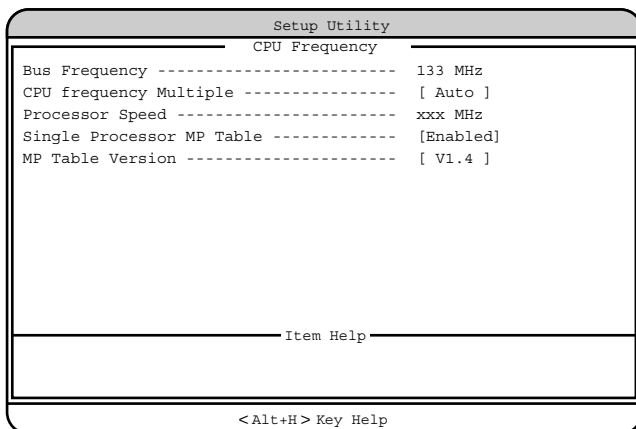 Setup Utility
CPU Frequency
Bus Frequency ------------------------- 133 MHz
CPU frequency Multiple ---------------- [ Auto ]
Processor Speed ----------------------- xxx MHz
Single Processor MP Table ------------- [Enabled]
MP Table Version ---------------------- [ V1.4 ]
Item Help
<Alt+H> Key Help